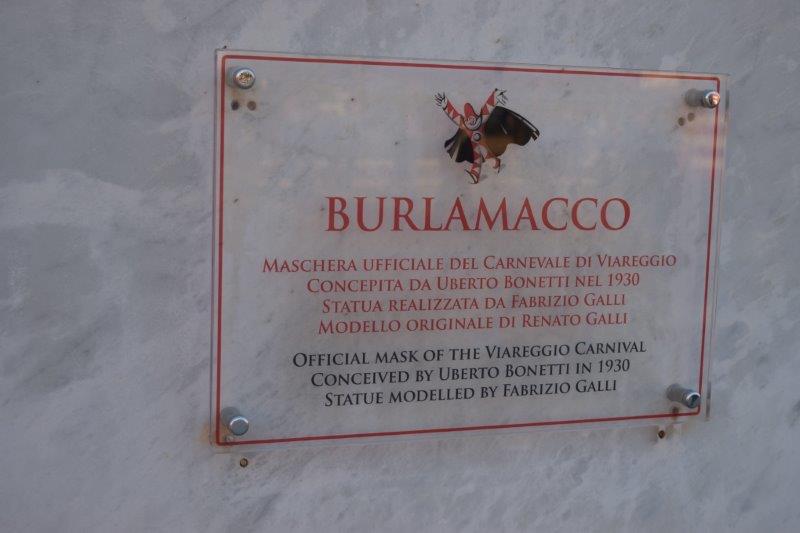 BURLAMACCO
MASCHERA UFFICIALE DEL CARNEVALE DI VIAREGGIO
CONCEPITA DA UBERTO BONETTI NEL 1930
STATUA REALIZZATA DA FABRIZIO GALLI
MODELLO ORIGINALE DI RENATO GALLI
OFFICIAL MASK OF THE VIAREGGIO CARNIVAL
CONCEIVED BY UBERTO BONETTI IN 1930
STATUE MODELLED BY FABRIZIO GALLI